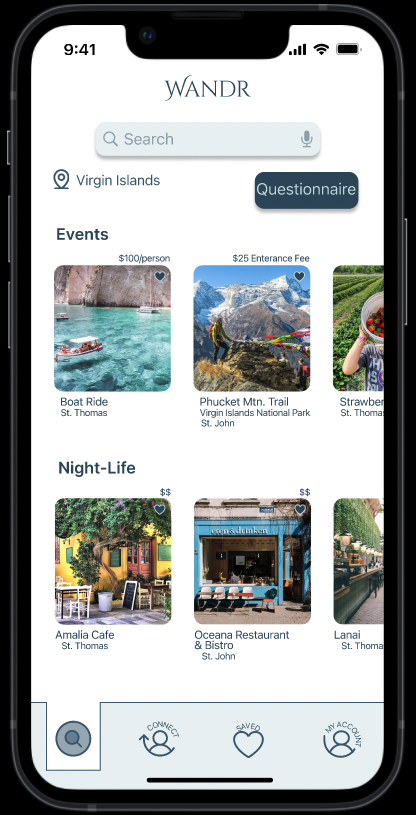 9:41
WANDR
Search
Virgin Islands
Questionnaire
Events
$100/person
$25 Enterance Fee
Boat Ride
St. Thomas
Phucket Mtn. Trail
Virgin Islands National Park
St. John
Strawber
St. Thomas
Night-Life
$$
$$
eten & drinken
Amalia Cafe
St. Thomas
Oceana Restaurant
& Bistro
St. John
Lanai
St. Thoma
CONNECT
SAVED
MY ACCOUNT